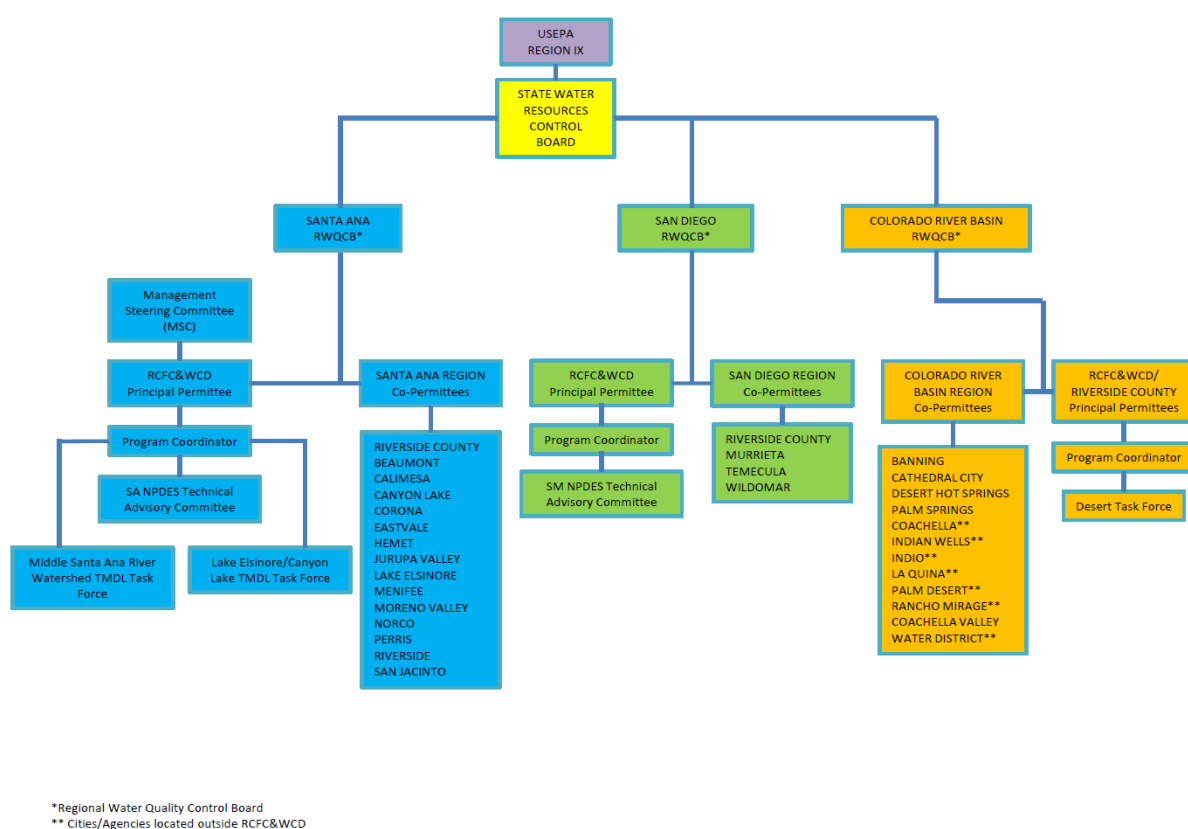 USEPA
REGION IX
STATE WATER
RESOURCES
CONTROL
BOARD
SANTA ANA
RWQCB*
SAN DIEGO
RWQCB*
COLORADO RIVER BASIN
RWQCB*
Management
Steering Committee
(MSC)
RCFC&WCD
Principal Permittee
SANTA ANA REGION
Co-Permittees
RCFC&WCD
Principal Permittee
SAN DIEGO REGION
Co-Permittees
COLORADO RIVER
BASIN REGION
Co-Permittees
RCFC&WCD/
RIVERSIDE COUNTY
Principal Permittees
Program Coordinator
SA NPDES Technical
Advisory Committee
Middle Santa Ana River
Watershed TMDL Task
Force
Lake Elsinore/Canyon
Lake TMDL Task Force
RIVERSIDE COUNTY
BEAUMONT
CALIMESA
CANYON LAKE
CORONA
EASTVALE
HEMET
JURUPA VALLEY
LAKE ELSINORE
MENIFEE
MORENO VALLEY
NORCO
PERRIS
RIVERSIDE
SAN JACINTO
Program Coordinator
SM NPDES Technical
Advisory Committee
RIVERSIDE COUNTY
MURRIETA
TEMECULA
WILDOMAR
BANNING
CATHEDRAL CITY
DESERT HOT SPRINGS
PALM SPRINGS
COACHELLA**
INDIAN WELLS**
INDIO**
LA QUINA**
PALM DESERT**
RANCHO MIRAGE**
COACHELLA VALLEY
WATER DISTRICT**
Program Coordinator
Desert Task Force
*Regional Water Quality Control Board
** Cities/Agencies located outside RCFC&WCD